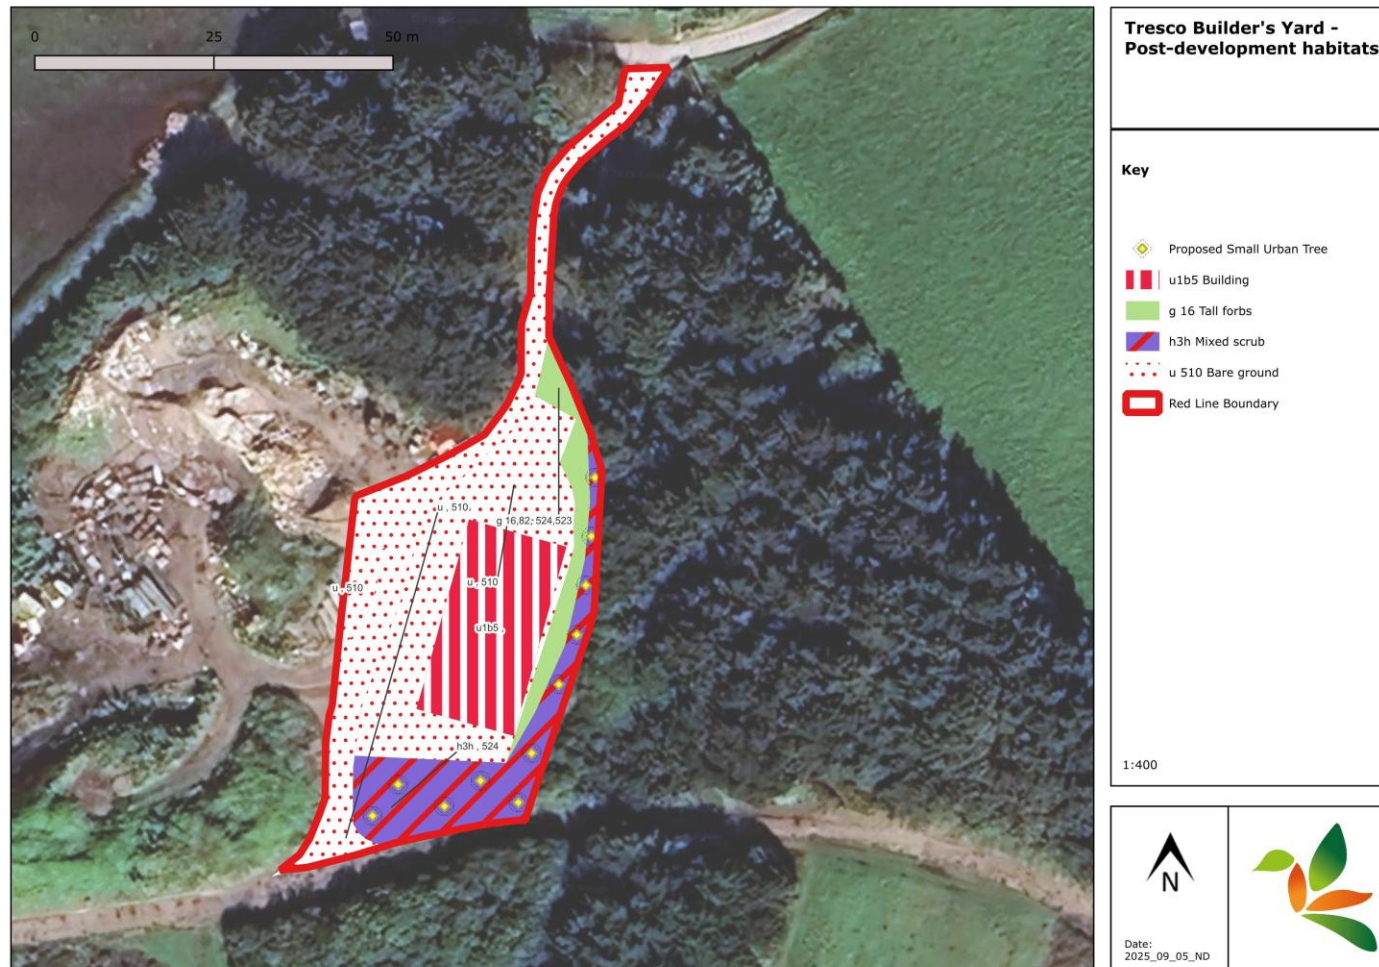 0 25 50 m
Tresco Builder's Yard -
Post-development habitats
Key
Proposed Small Urban Tree
u1b5 Building
g 16 Tall forbs
h3h Mixed scrub
u 510 Bare ground
Red Line Boundary
u , 510
g 16,82, 524,523
u , 510
u , 510
u1b5 ,
h3h , 524
1:400
N
Date:
2025_09_05_ND